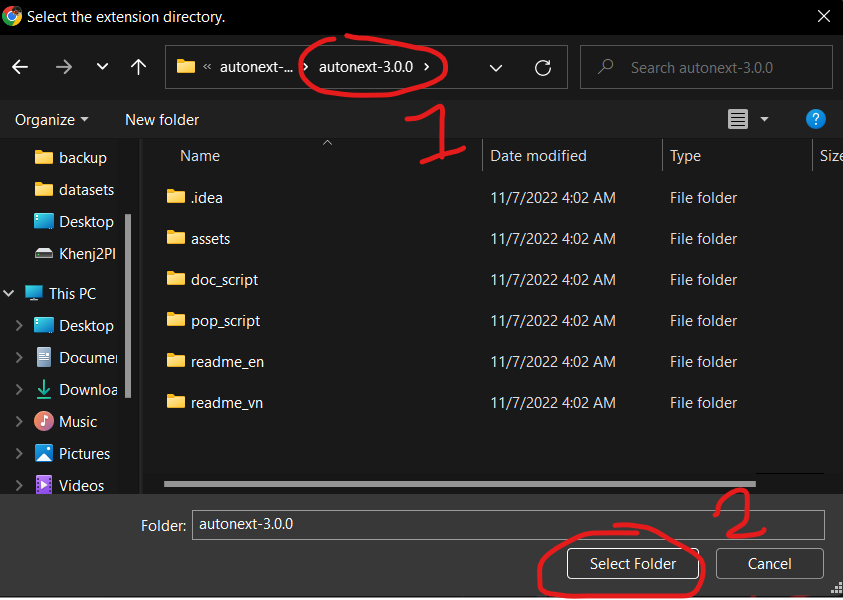 Select the extension directory.
« autonext-... › autonext-3.0.0 ›
Search autonext-3.0.0
Organize
New folder
?
1
Name
Date modified
Type
Size
backup
datasets
Desktop
Khenj2PI
This PC
Desktop
Documen
Downloa
Music
Pictures
Videos
.idea 11/7/2022 4:02 AM File folder
assets 11/7/2022 4:02 AM File folder
doc_script 11/7/2022 4:02 AM File folder
pop_script 11/7/2022 4:02 AM File folder
readme_en 11/7/2022 4:02 AM File folder
readme_vn 11/7/2022 4:02 AM File folder
2
Folder: autonext-3.0.0
Select Folder
Cancel